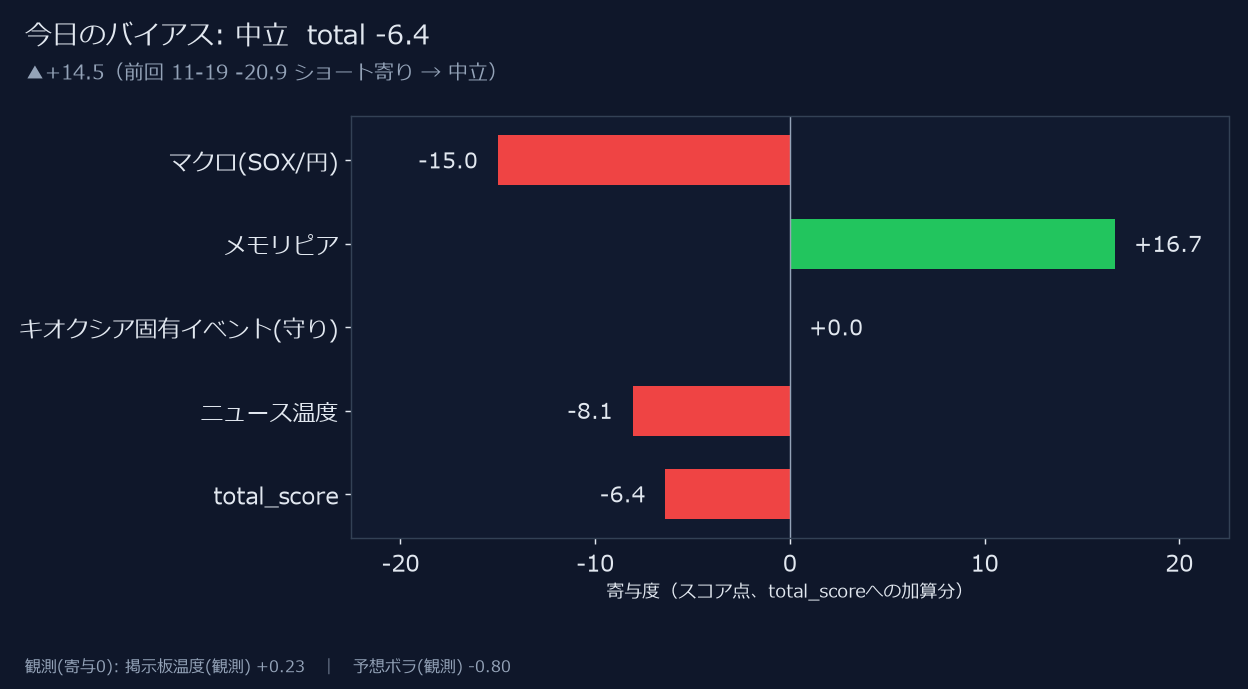 今日のバイアス: 中立  total -6.4
▲+14.5（前回 11-19 -20.9 ショート寄り → 中立）
マクロ(SOX/円)
-15.0
メモリピア
+16.7
キオクシア固有イベント(守り)
+0.0
ニュース温度
-8.1
total_score
-6.4
-20 -10 0 10 20
寄与度（スコア点、total_scoreへの加算分）
観測(寄与0): 掲示板温度(観測) +0.23 ｜ 予想ボラ(観測) -0.80